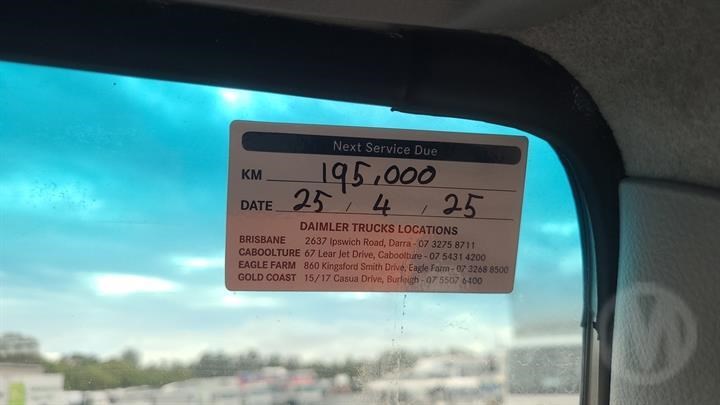 Next Service Due
KM 195,000
DATE 25 / 4 / 25
DAIMLER TRUCKS LOCATIONS
BRISBANE 2637 Ipswich Road, Darra - 07 3275 8711
CABOOLTURE 67 Lear Jet Drive, Caboolture - 07 5431 4200
EAGLE FARM 860 Kingsford Smith Drive, Eagle Farm - 07 3268 8500
GOLD COAST 15/17 Casua Drive, Burleigh - 07 5507 6400